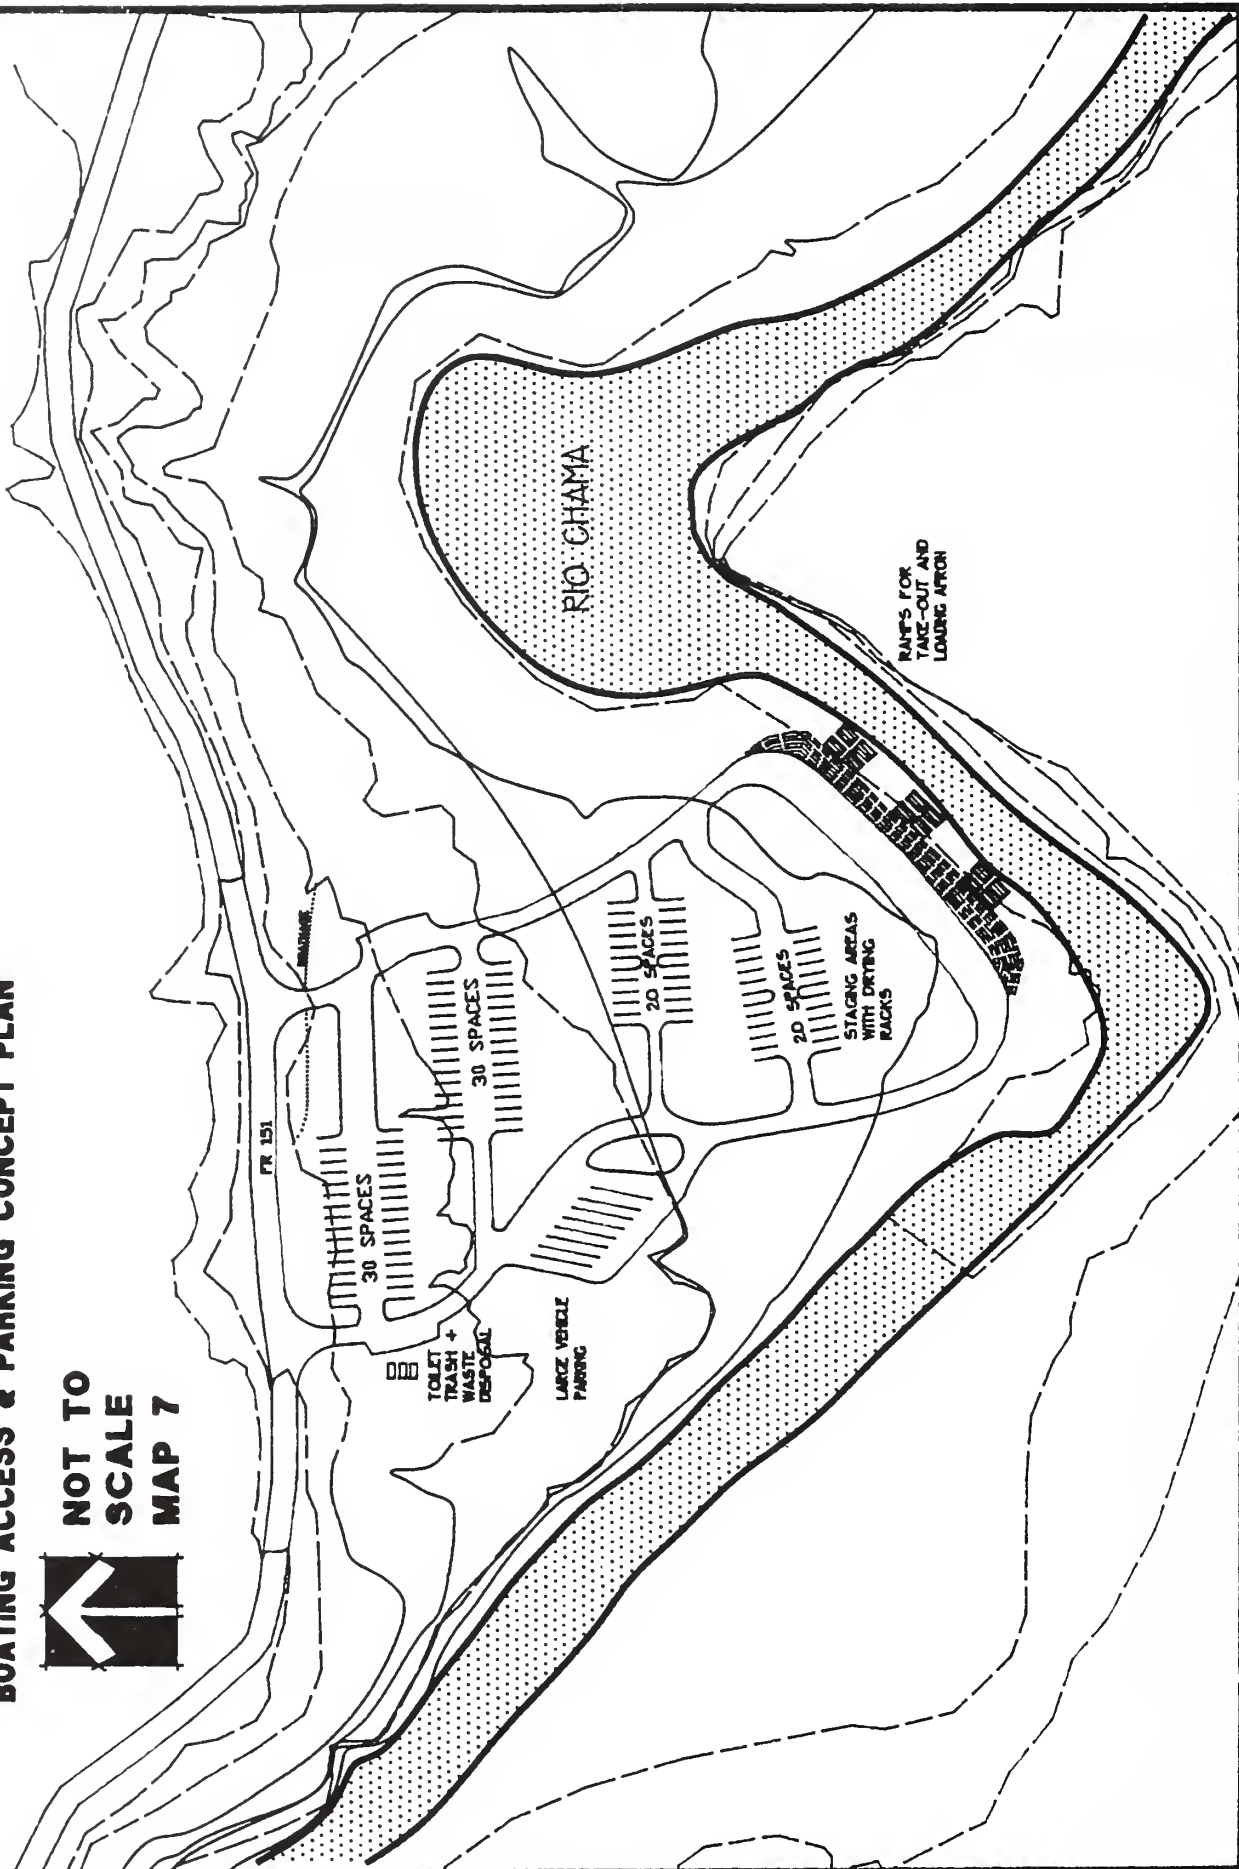 BOATING ACCESS & PARKING CONCEPT PLAN
NOT TO
SCALE
MAP 7
FR 151
30 SPACES
30 SPACES
20 SPACES
20 SPACES
STAGING AREAS
WITH DRYING
RACKS
TOILET
TRASH +
WASTE
DISPOSAL
LARGE VEHICLE
PARKING
RIO CHAMA
RAMPS FOR
TAKE-OUT AND
LOADING APRON